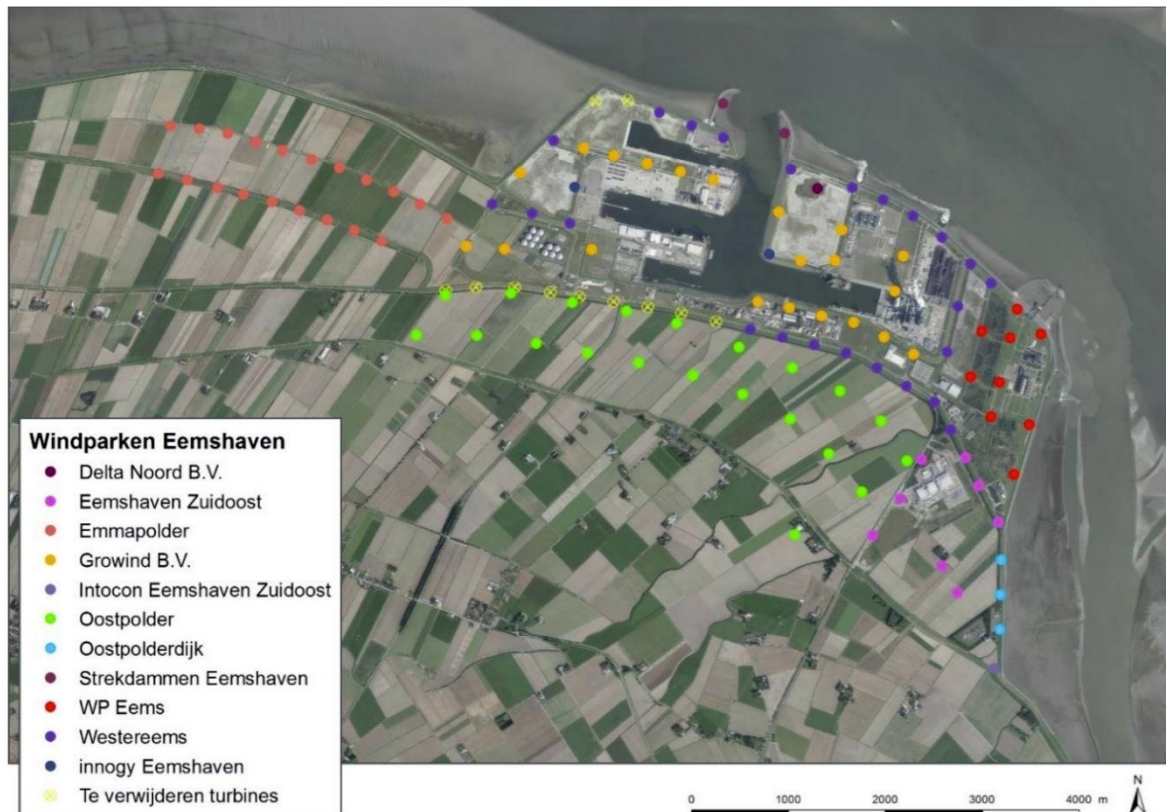 Windparken Eemshaven
Delta Noord B.V.
Eemshaven Zuidoost
Emmapolder
Growind B.V.
Intocon Eemshaven Zuidoost
Oostpolder
Oostpolderdijk
Strekdammen Eemshaven
WP Eems
Westereems
innogy Eemshaven
Te verwijderen turbines
0 1000 2000 3000 4000 m
N